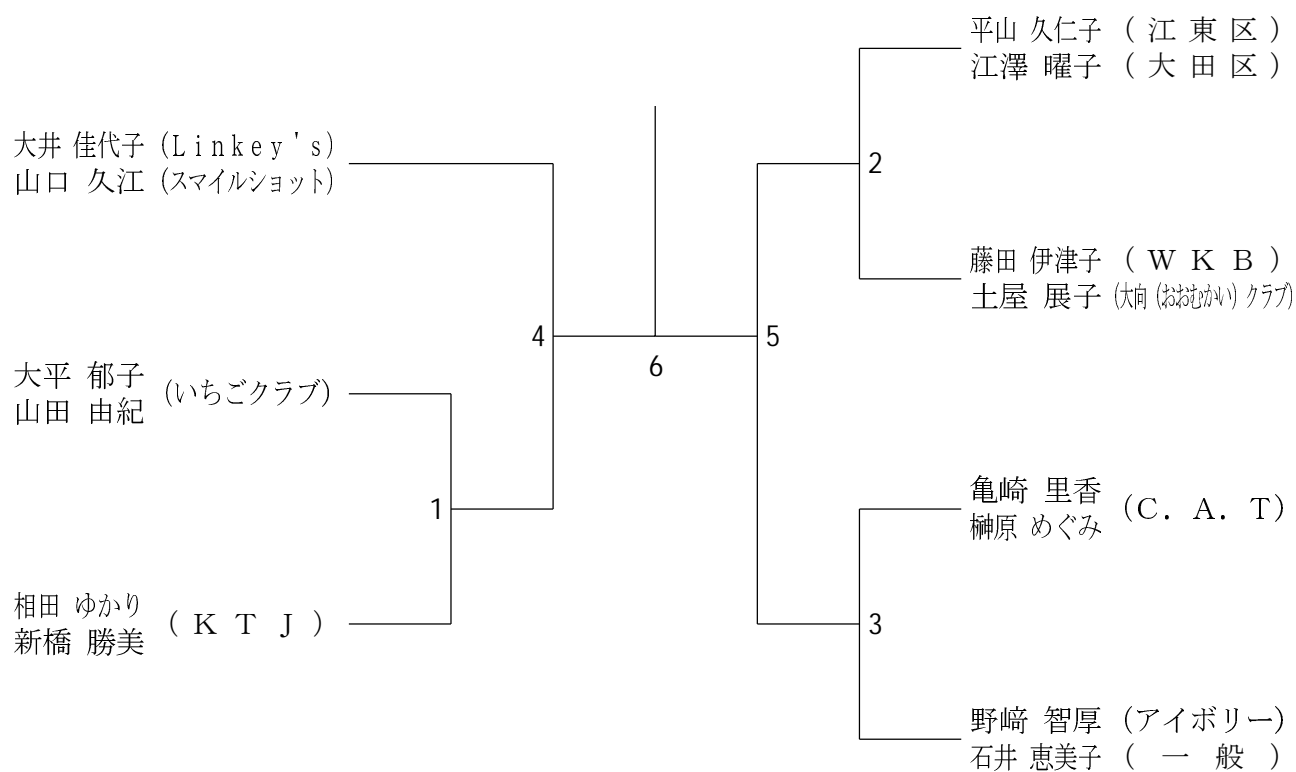 大井 佳代子 (Linkey's)
山口 久江 (スマイルショット)
大平 郁子
山田 由紀
(いちごクラブ)
相田 ゆかり
新橋 勝美
(KTJ)
1
4
6
平山 久仁子 (江東区)
江澤 曜子 (大田区)
2
藤田 伊津子 (WKB)
土屋 展子 (大向(おおむかい)クラブ)
5
亀崎 里香
榊原 めぐみ
(C. A. T)
3
野﨑 智厚 (アイボリー)
石井 恵美子 (一般)